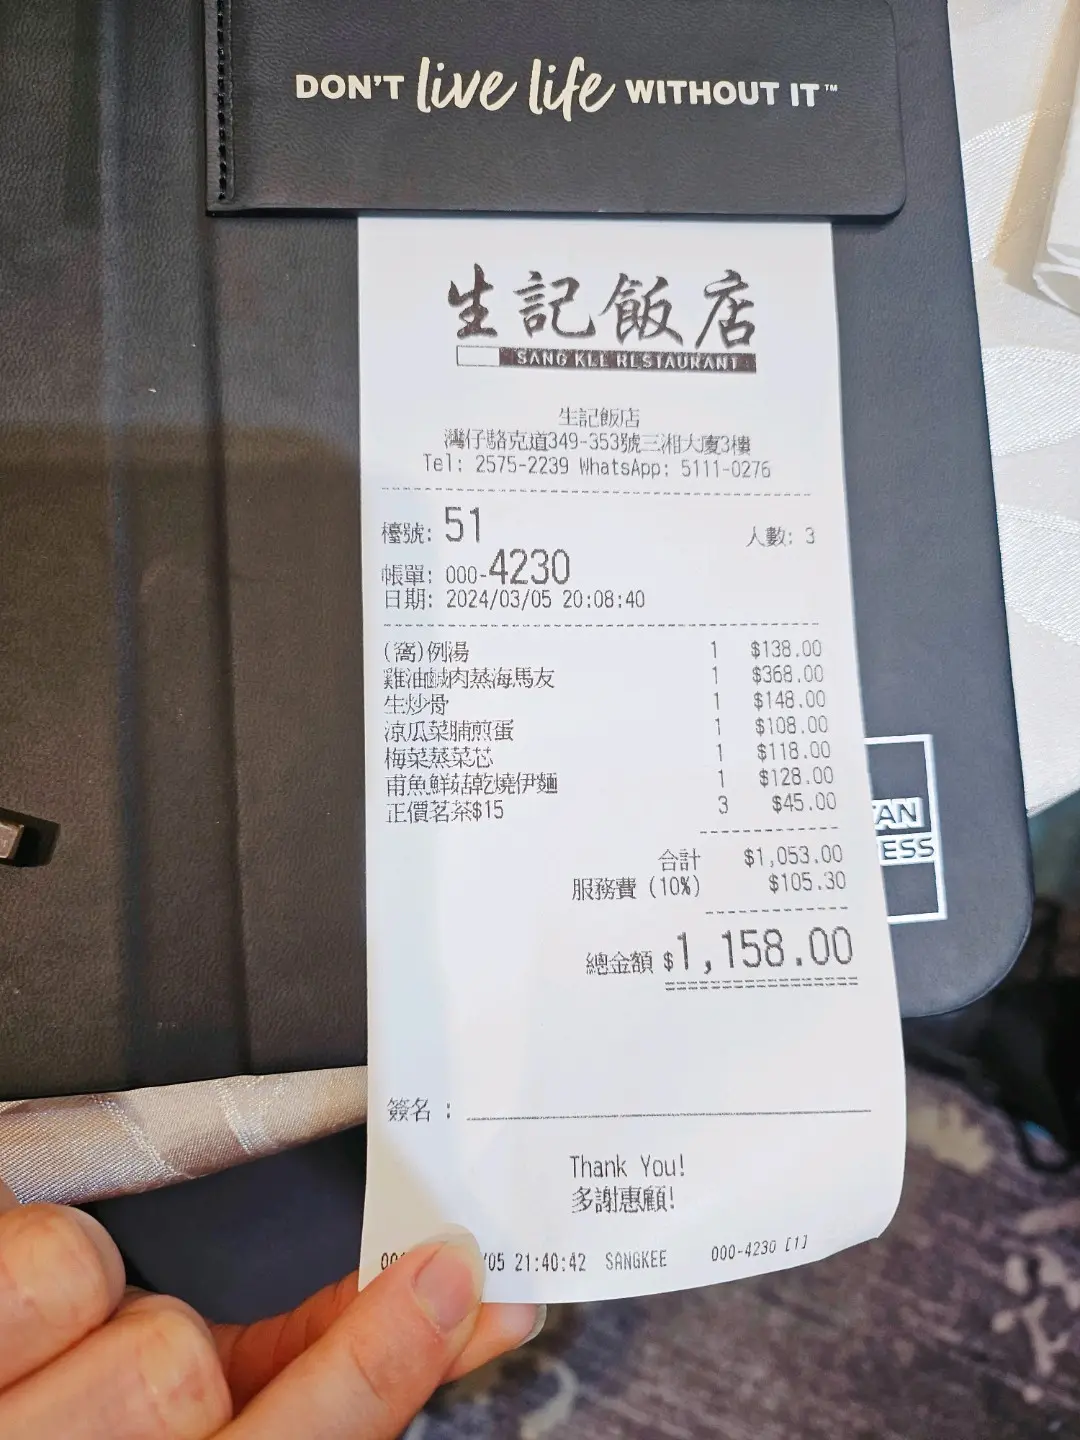 DON'T live life WITHOUT IT™
生記飯店
SANG KEE RESTAURANT
生記飯店
灣仔駱克道349-353號三湘大廈3樓
Tel: 2575-2239 WhatsApp: 5111-0276
檯號: 51 人數: 3
帳單: 000-4230
日期: 2024/03/05 20:08:40
(窩)例湯 1 $138.00
雞油鹹肉蒸海馬友 1 $368.00
生炒骨 1 $148.00
涼瓜菜脯煎蛋 1 $108.00
梅菜蒸菜芯 1 $118.00
甫魚鮮菇乾燒伊麵 1 $128.00
正價茗茶$15 3 $45.00
合計 $1,053.00
服務費 (10%) $105.30
總金額 $1,158.00
簽名 :
Thank You!
多謝惠顧!
/05 21:40:42 SANGKEE 000-4230 [1]
AN
ESS